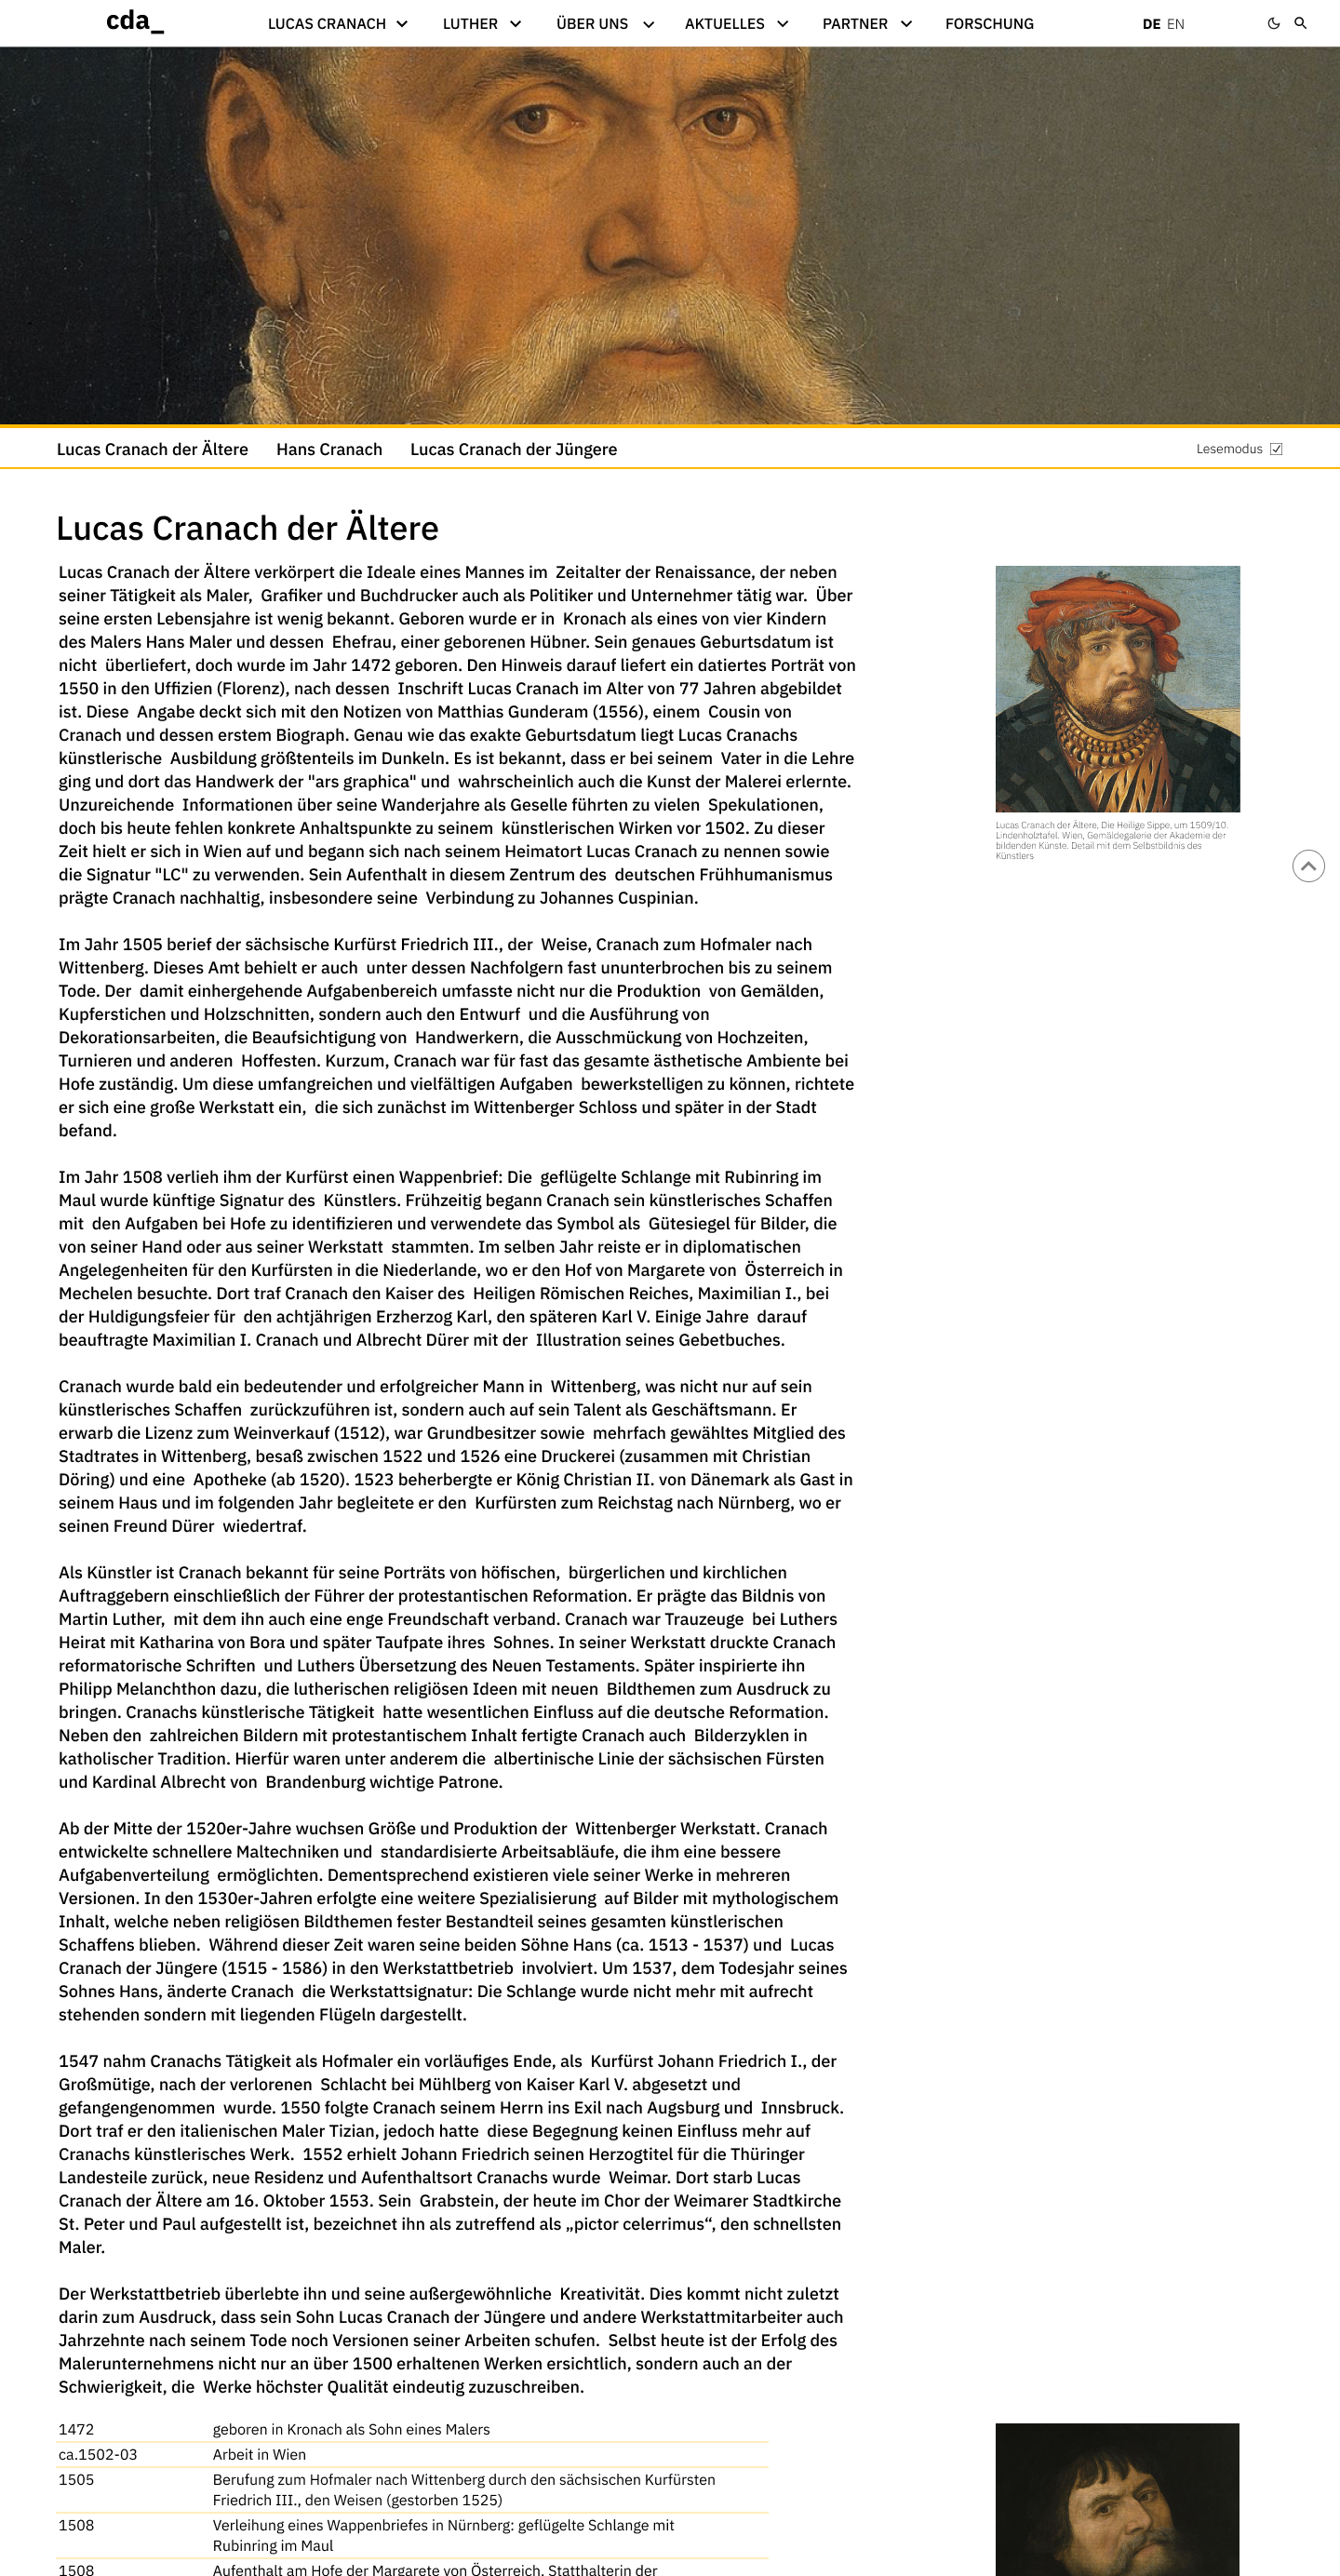 cda_ LUCAS CRANACH LUTHER ÜBER UNS AKTUELLES PARTNER FORSCHUNG DE EN
Lucas Cranach der Ältere Hans Cranach Lucas Cranach der Jüngere Lesemodus
Lucas Cranach der Ältere
Lucas Cranach der Ältere verkörpert die Ideale eines Mannes im Zeitalter der Renaissance, der neben
seiner Tätigkeit als Maler, Grafiker und Buchdrucker auch als Politiker und Unternehmer tätig war. Über
seine ersten Lebensjahre ist wenig bekannt. Geboren wurde er in Kronach als eines von vier Kindern
des Malers Hans Maler und dessen Ehefrau, einer geborenen Hübner. Sein genaues Geburtsdatum ist
nicht überliefert, doch wurde im Jahr 1472 geboren. Den Hinweis darauf liefert ein datiertes Porträt von
1550 in den Uffizien (Florenz), nach dessen Inschrift Lucas Cranach im Alter von 77 Jahren abgebildet
ist. Diese Angabe deckt sich mit den Notizen von Matthias Gunderam (1556), einem Cousin von
Cranach und dessen erstem Biograph. Genau wie das exakte Geburtsdatum liegt Lucas Cranachs
künstlerische Ausbildung größtenteils im Dunkeln. Es ist bekannt, dass er bei seinem Vater in die Lehre
ging und dort das Handwerk der "ars graphica" und wahrscheinlich auch die Kunst der Malerei erlernte.
Unzureichende Informationen über seine Wanderjahre als Geselle führten zu vielen Spekulationen,
doch bis heute fehlen konkrete Anhaltspunkte zu seinem künstlerischen Wirken vor 1502. Zu dieser
Zeit hielt er sich in Wien auf und begann sich nach seinem Heimatort Lucas Cranach zu nennen sowie
die Signatur "LC" zu verwenden. Sein Aufenthalt in diesem Zentrum des deutschen Frühhumanismus
prägte Cranach nachhaltig, insbesondere seine Verbindung zu Johannes Cuspinian.
Lucas Cranach der Ältere, Die Heilige Sippe, um 1509/10.
Lindenholztafel. Wien, Gemäldegalerie der Akademie der
bildenden Künste. Detail mit dem Selbstbildnis des
Künstlers
Im Jahr 1505 berief der sächsische Kurfürst Friedrich III., der Weise, Cranach zum Hofmaler nach
Wittenberg. Dieses Amt behielt er auch unter dessen Nachfolgern fast ununterbrochen bis zu seinem
Tode. Der damit einhergehende Aufgabenbereich umfasste nicht nur die Produktion von Gemälden,
Kupferstichen und Holzschnitten, sondern auch den Entwurf und die Ausführung von
Dekorationsarbeiten, die Beaufsichtigung von Handwerkern, die Ausschmückung von Hochzeiten,
Turnieren und anderen Hoffesten. Kurzum, Cranach war für fast das gesamte ästhetische Ambiente bei
Hofe zuständig. Um diese umfangreichen und vielfältigen Aufgaben bewerkstelligen zu können, richtete
er sich eine große Werkstatt ein, die sich zunächst im Wittenberger Schloss und später in der Stadt
befand.
Im Jahr 1508 verlieh ihm der Kurfürst einen Wappenbrief: Die geflügelte Schlange mit Rubinring im
Maul wurde künftige Signatur des Künstlers. Frühzeitig begann Cranach sein künstlerisches Schaffen
mit den Aufgaben bei Hofe zu identifizieren und verwendete das Symbol als Gütesiegel für Bilder, die
von seiner Hand oder aus seiner Werkstatt stammten. Im selben Jahr reiste er in diplomatischen
Angelegenheiten für den Kurfürsten in die Niederlande, wo er den Hof von Margarete von Österreich in
Mechelen besuchte. Dort traf Cranach den Kaiser des Heiligen Römischen Reiches, Maximilian I., bei
der Huldigungsfeier für den achtjährigen Erzherzog Karl, den späteren Karl V. Einige Jahre darauf
beauftragte Maximilian I. Cranach und Albrecht Dürer mit der Illustration seines Gebetbuches.
Cranach wurde bald ein bedeutender und erfolgreicher Mann in Wittenberg, was nicht nur auf sein
künstlerisches Schaffen zurückzuführen ist, sondern auch auf sein Talent als Geschäftsmann. Er
erwarb die Lizenz zum Weinverkauf (1512), war Grundbesitzer sowie mehrfach gewähltes Mitglied des
Stadtrates in Wittenberg, besaß zwischen 1522 und 1526 eine Druckerei (zusammen mit Christian
Döring) und eine Apotheke (ab 1520). 1523 beherbergte er König Christian II. von Dänemark als Gast in
seinem Haus und im folgenden Jahr begleitete er den Kurfürsten zum Reichstag nach Nürnberg, wo er
seinen Freund Dürer wiedertraf.
Als Künstler ist Cranach bekannt für seine Porträts von höfischen, bürgerlichen und kirchlichen
Auftraggebern einschließlich der Führer der protestantischen Reformation. Er prägte das Bildnis von
Martin Luther, mit dem ihn auch eine enge Freundschaft verband. Cranach war Trauzeuge bei Luthers
Heirat mit Katharina von Bora und später Taufpate ihres Sohnes. In seiner Werkstatt druckte Cranach
reformatorische Schriften und Luthers Übersetzung des Neuen Testaments. Später inspirierte ihn
Philipp Melanchthon dazu, die lutherischen religiösen Ideen mit neuen Bildthemen zum Ausdruck zu
bringen. Cranachs künstlerische Tätigkeit hatte wesentlichen Einfluss auf die deutsche Reformation.
Neben den zahlreichen Bildern mit protestantischem Inhalt fertigte Cranach auch Bilderzyklen in
katholischer Tradition. Hierfür waren unter anderem die albertinische Linie der sächsischen Fürsten
und Kardinal Albrecht von Brandenburg wichtige Patrone.
Ab der Mitte der 1520er-Jahre wuchsen Größe und Produktion der Wittenberger Werkstatt. Cranach
entwickelte schnellere Maltechniken und standardisierte Arbeitsabläufe, die ihm eine bessere
Aufgabenverteilung ermöglichten. Dementsprechend existieren viele seiner Werke in mehreren
Versionen. In den 1530er-Jahren erfolgte eine weitere Spezialisierung auf Bilder mit mythologischem
Inhalt, welche neben religiösen Bildthemen fester Bestandteil seines gesamten künstlerischen
Schaffens blieben. Während dieser Zeit waren seine beiden Söhne Hans (ca. 1513 - 1537) und Lucas
Cranach der Jüngere (1515 - 1586) in den Werkstattbetrieb involviert. Um 1537, dem Todesjahr seines
Sohnes Hans, änderte Cranach die Werkstattsignatur: Die Schlange wurde nicht mehr mit aufrecht
stehenden sondern mit liegenden Flügeln dargestellt.
1547 nahm Cranachs Tätigkeit als Hofmaler ein vorläufiges Ende, als Kurfürst Johann Friedrich I., der
Großmütige, nach der verlorenen Schlacht bei Mühlberg von Kaiser Karl V. abgesetzt und
gefangengenommen wurde. 1550 folgte Cranach seinem Herrn ins Exil nach Augsburg und Innsbruck.
Dort traf er den italienischen Maler Tizian, jedoch hatte diese Begegnung keinen Einfluss mehr auf
Cranachs künstlerisches Werk. 1552 erhielt Johann Friedrich seinen Herzogtitel für die Thüringer
Landesteile zurück, neue Residenz und Aufenthaltsort Cranachs wurde Weimar. Dort starb Lucas
Cranach der Ältere am 16. Oktober 1553. Sein Grabstein, der heute im Chor der Weimarer Stadtkirche
St. Peter und Paul aufgestellt ist, bezeichnet ihn als zutreffend als „pictor celerrimus“, den schnellsten
Maler.
Der Werkstattbetrieb überlebte ihn und seine außergewöhnliche Kreativität. Dies kommt nicht zuletzt
darin zum Ausdruck, dass sein Sohn Lucas Cranach der Jüngere und andere Werkstattmitarbeiter auch
Jahrzehnte nach seinem Tode noch Versionen seiner Arbeiten schufen. Selbst heute ist der Erfolg des
Malerunternehmens nicht nur an über 1500 erhaltenen Werken ersichtlich, sondern auch an der
Schwierigkeit, die Werke höchster Qualität eindeutig zuzuschreiben.
1472 geboren in Kronach als Sohn eines Malers
ca.1502-03 Arbeit in Wien
1505 Berufung zum Hofmaler nach Wittenberg durch den sächsischen Kurfürsten
Friedrich III., den Weisen (gestorben 1525)
1508 Verleihung eines Wappenbriefes in Nürnberg: geflügelte Schlange mit
Rubinring im Maul
1508 Aufenthalt am Hofe der Margarete von Österreich, Statthalterin der